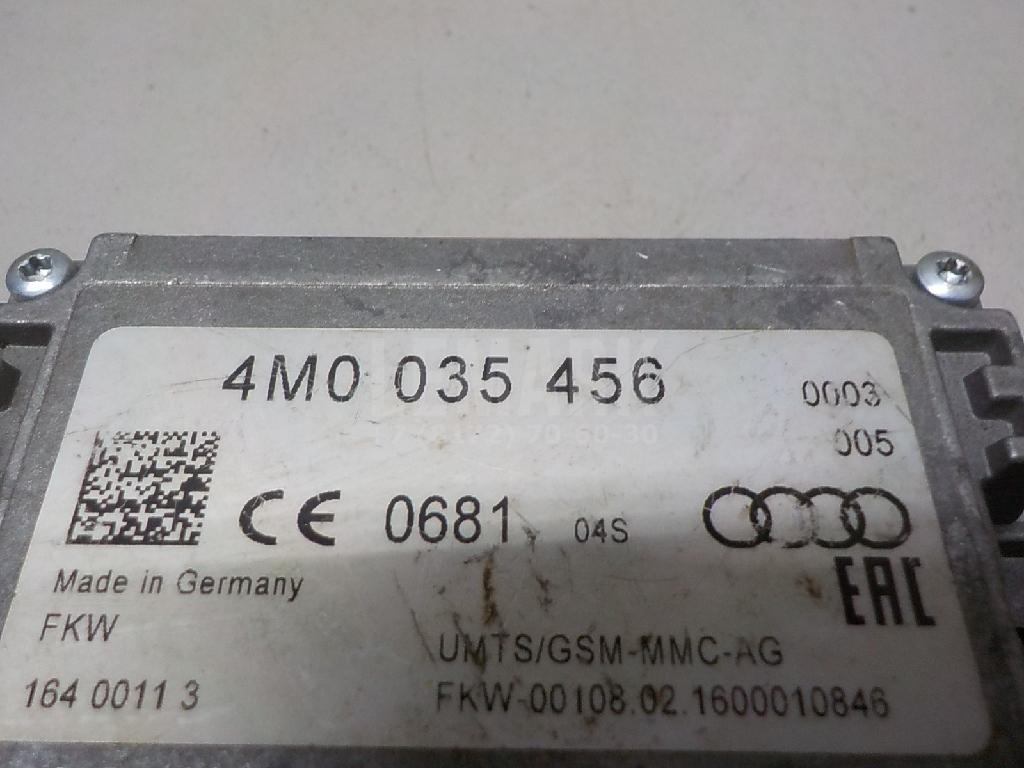 4M0 035 456
0003
005
CE 0681 04S
EAC
Made in Germany
FKW
UMTS/GSM-MMC-AG
164 0011 3
FKW-00108.02.1600010846